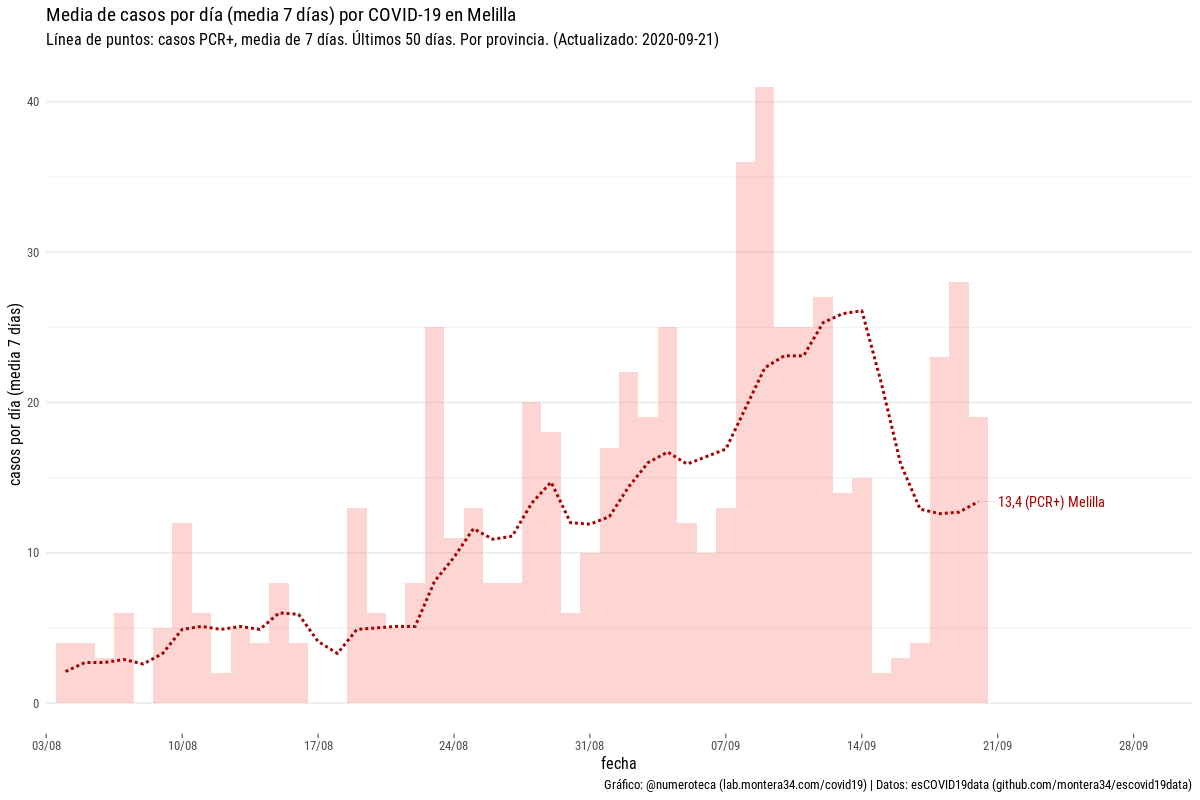 Media de casos por día (media 7 días) por COVID-19 en Melilla
Línea de puntos: casos PCR+, media de 7 días. Últimos 50 días. Por provincia. (Actualizado: 2020-09-21)
casos por día (media 7 días)
40
30
20
10
0
13,4 (PCR+) Melilla
03/08 10/08 17/08 24/08 31/08 07/09 14/09 21/09 28/09
fecha
Gráfico: @numeroteca (lab.montera34.com/covid19) | Datos: esCOVID19data (github.com/montera34/escovid19data)